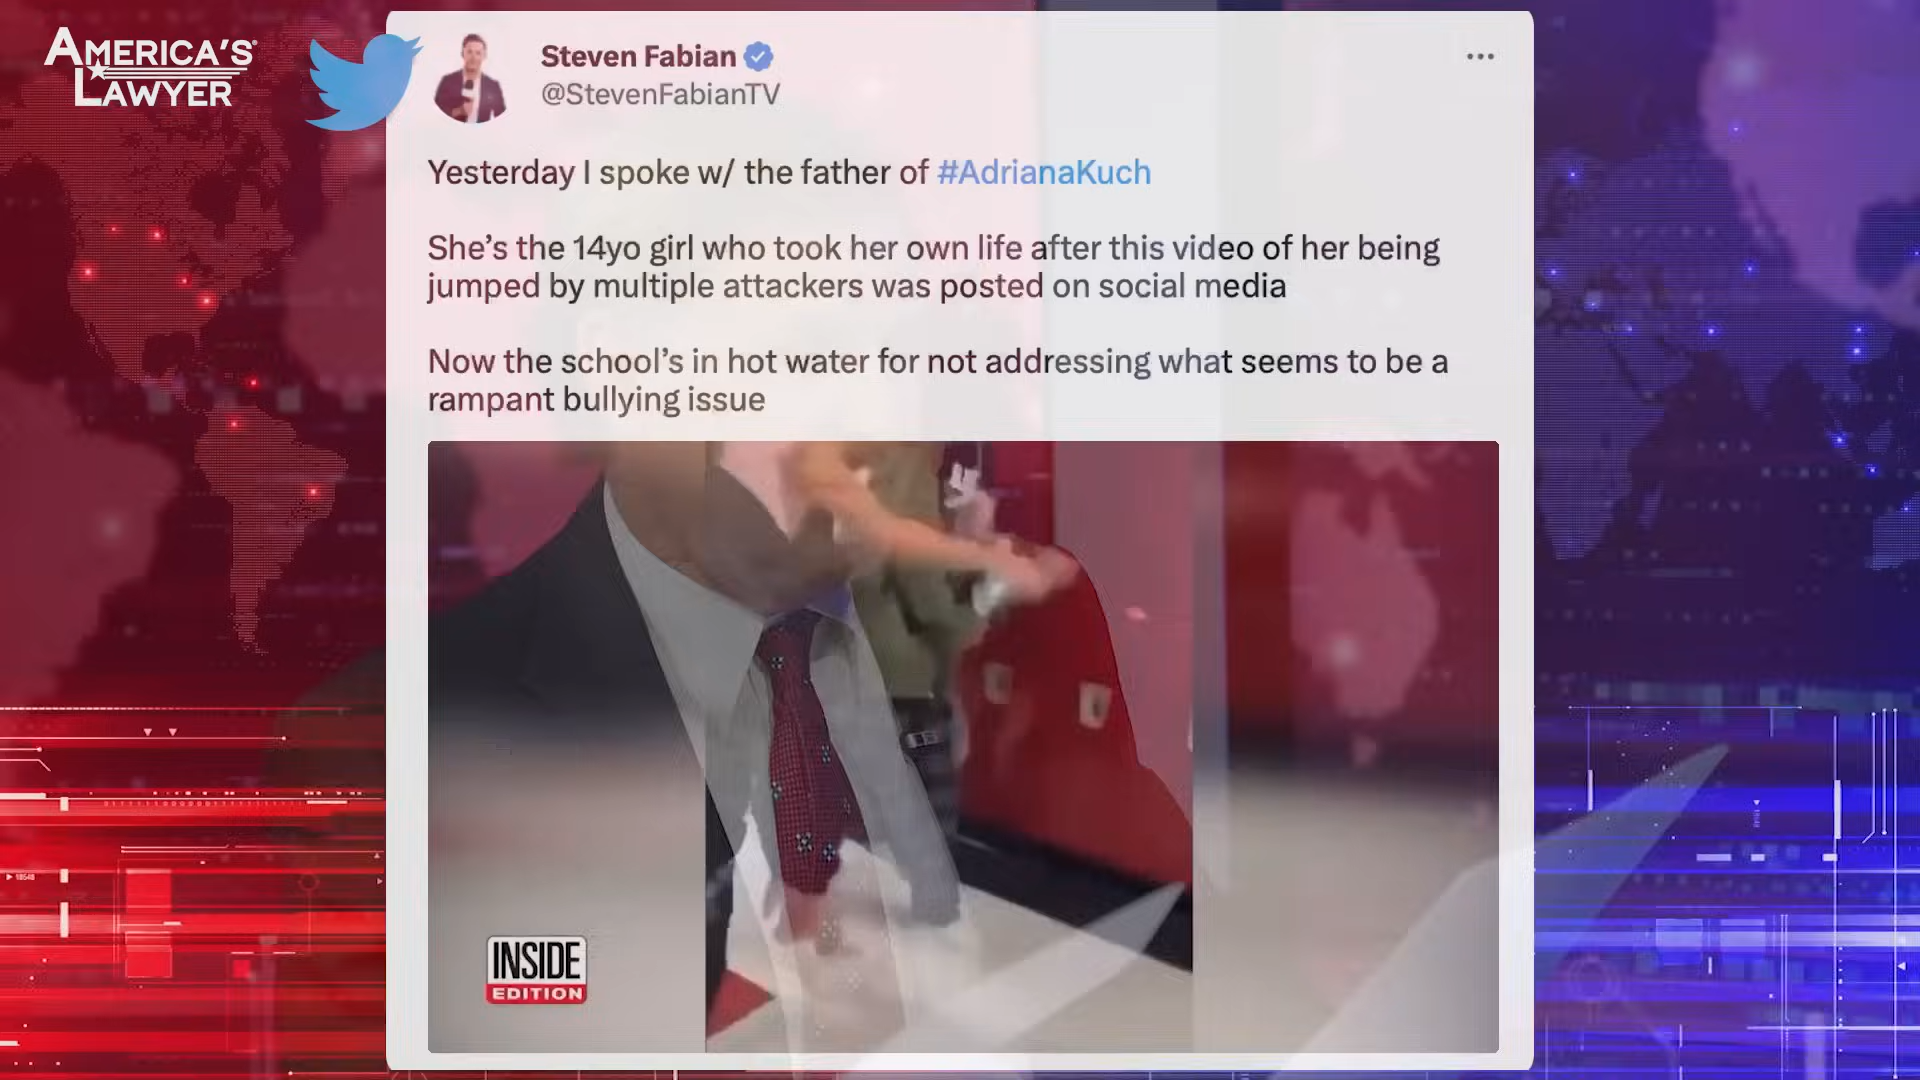 AMERICA'S
LAWYER
Steven Fabian
@StevenFabianTV
Yesterday I spoke w/ the father of #AdrianaKuch
She's the 14yo girl who took her own life after this video of her being
jumped by multiple attackers was posted on social media
Now the school's in hot water for not addressing what seems to be a
rampant bullying issue
INSIDE
EDITION